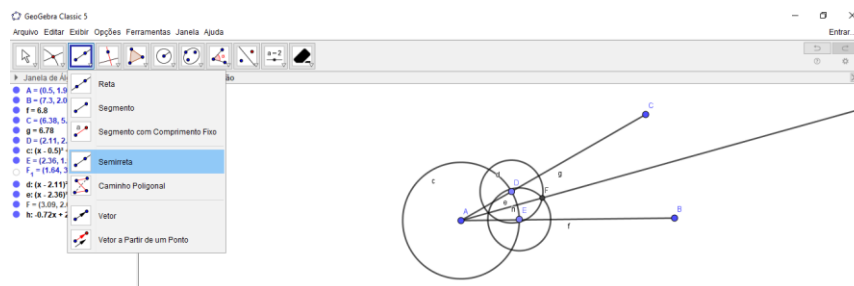 GeoGebra Classic 5
Arquivo Editar Exibir Opções Ferramentas Janela Ajuda
Entrar...
a=2
Janela de Ál
ão
A = (0.5, 1.9
B = (7.3, 2.0
f = 6.8
C = (6.38, 5.
g = 6.78
D = (2.11, 2.
c: (x - 0.5)²
E = (2.36, 1.
F₁ = (1.64, 3
d: (x - 2.11)²
e: (x - 2.36)²
F = (3.09, 2.
h: -0.72x + 2
Reta
Segmento
Segmento com Comprimento Fixo
Semirreta
Caminho Poligonal
Vetor
Vetor a Partir de um Ponto
C
c
d
D
g
F
e
h
A
E
f
B